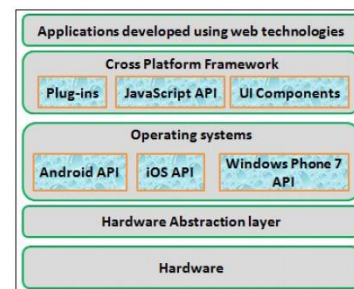 Applications developed using web technologies
Cross Platform Framework
Plug-ins JavaScript API UI Components
Operating systems
Android API iOS API Windows Phone 7
API
Hardware Abstraction layer
Hardware